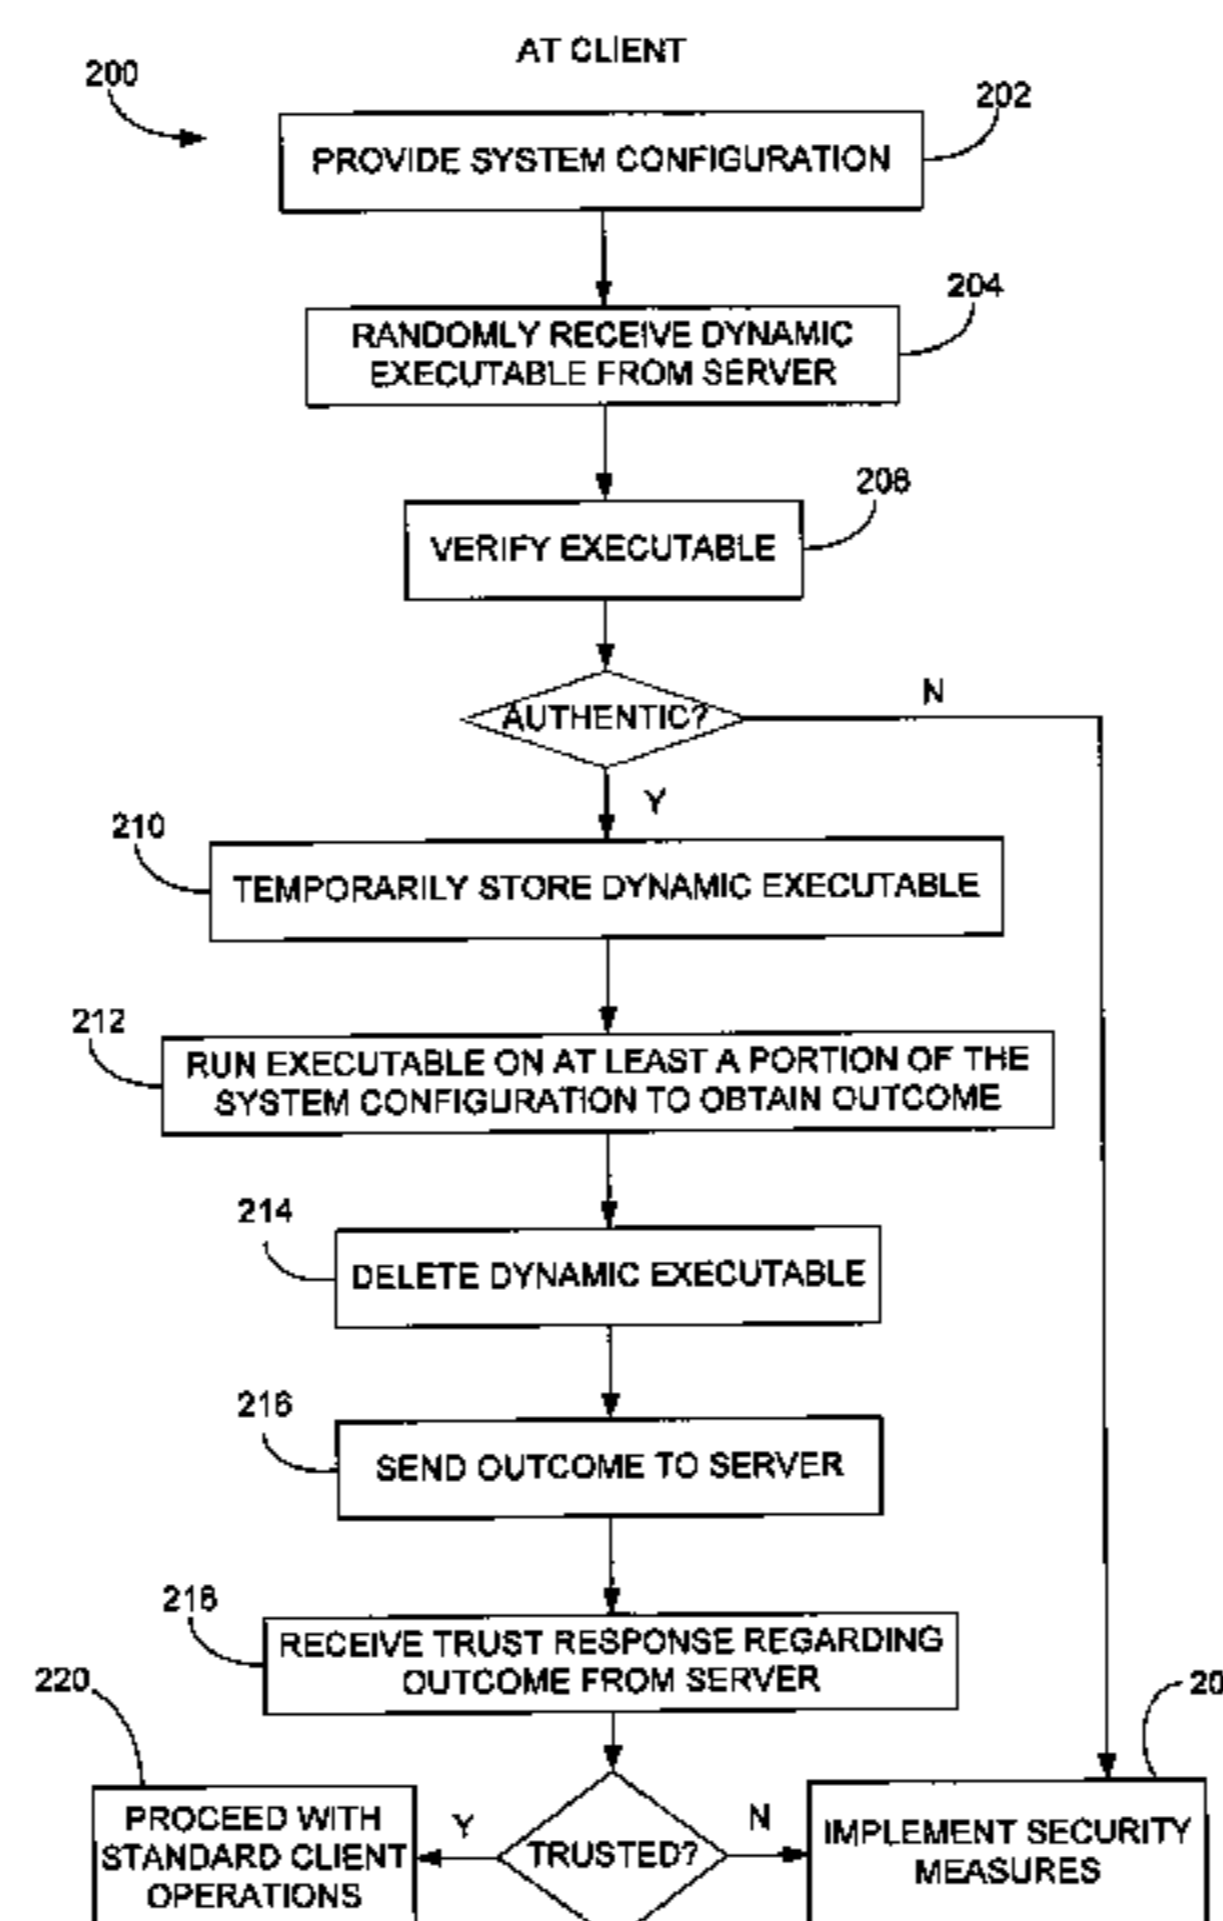 AT CLIENT
200
202
PROVIDE SYSTEM CONFIGURATION
204
RANDOMLY RECEIVE DYNAMIC
EXECUTABLE FROM SERVER
206
VERIFY EXECUTABLE
AUTHENTIC?
N
Y
210
TEMPORARILY STORE DYNAMIC EXECUTABLE
212
RUN EXECUTABLE ON AT LEAST A PORTION OF THE
SYSTEM CONFIGURATION TO OBTAIN OUTCOME
214
DELETE DYNAMIC EXECUTABLE
216
SEND OUTCOME TO SERVER
218
RECEIVE TRUST RESPONSE REGARDING
OUTCOME FROM SERVER
220
20
PROCEED WITH
STANDARD CLIENT
OPERATIONS
Y
TRUSTED?
N
IMPLEMENT SECURITY
MEASURES